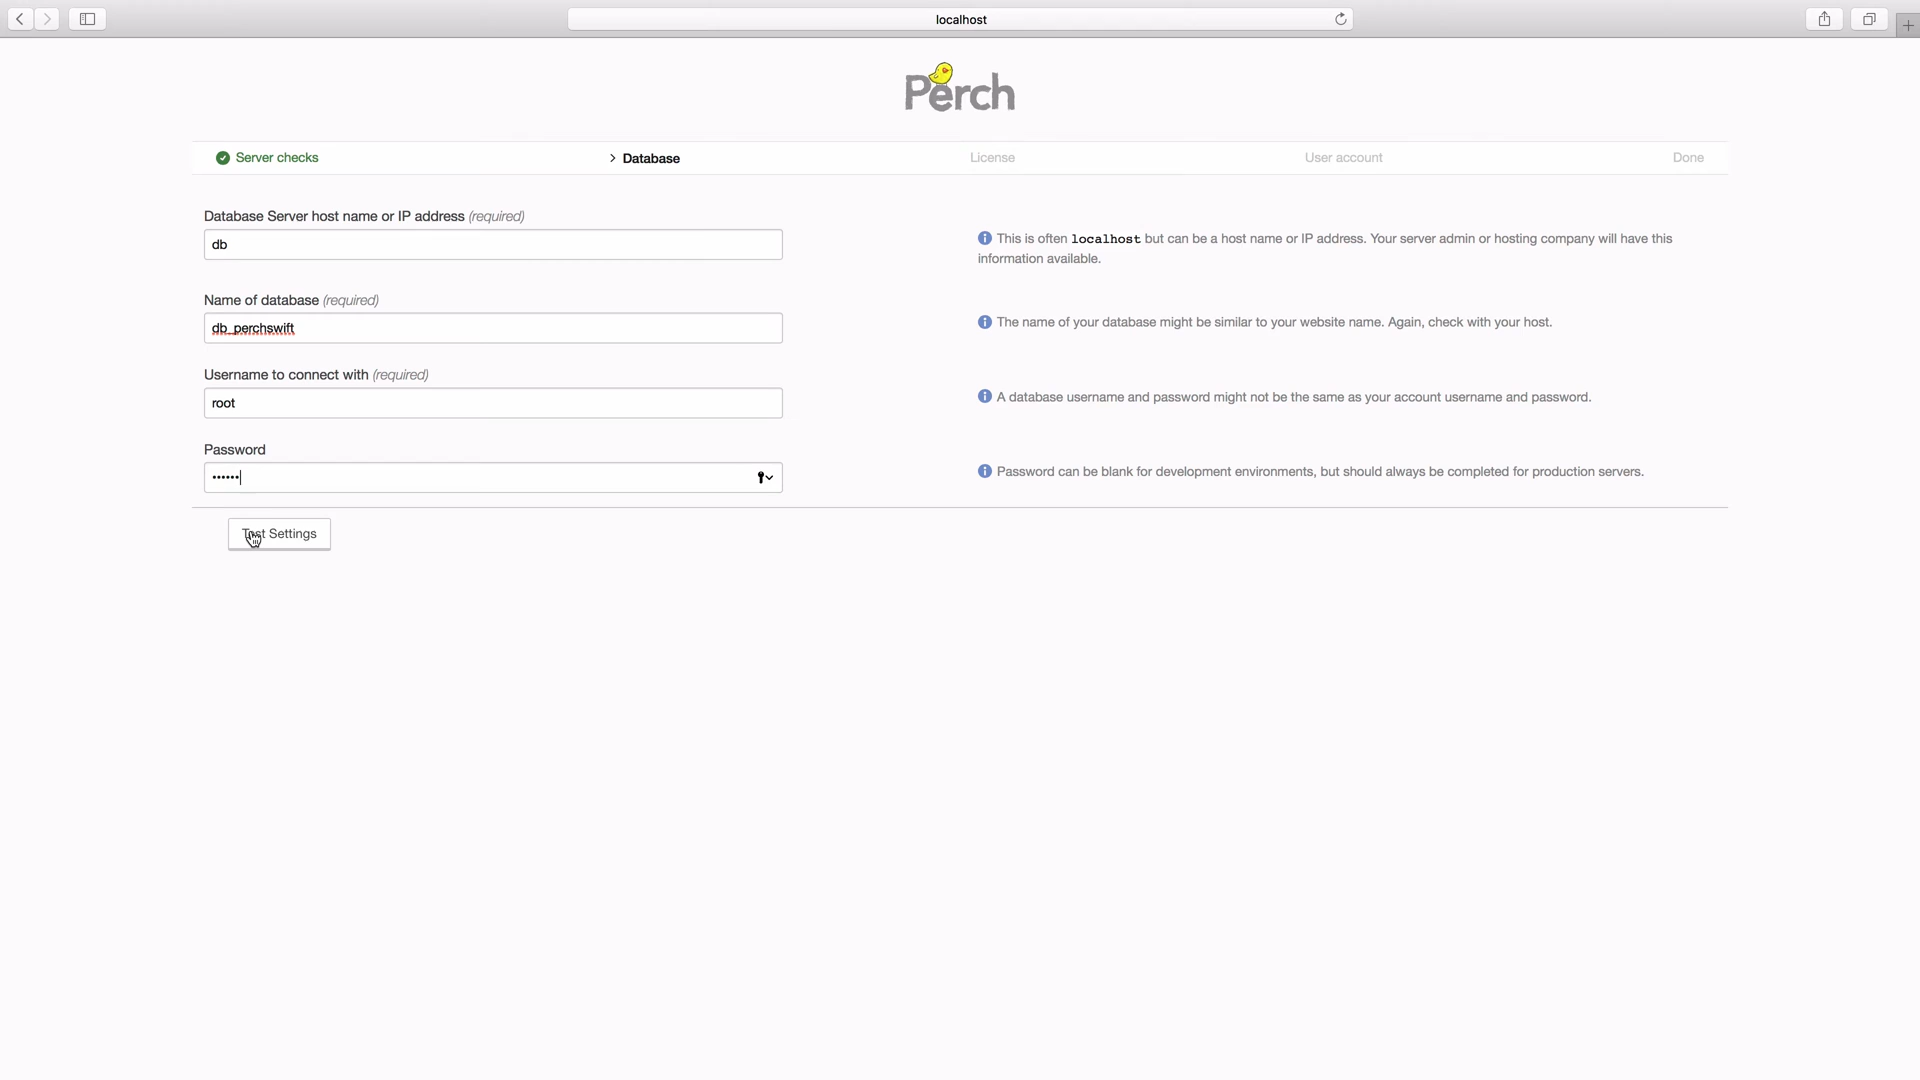 localhost
Perch
Server checks
Database
License
User account
Done
Database Server host name or IP address (required)
db
This is often localhost but can be a host name or IP address. Your server admin or hosting company will have this
information available.
Name of database (required)
db_perchswift
The name of your database might be similar to your website name. Again, check with your host.
Username to connect with (required)
root
A database username and password might not be the same as your account username and password.
Password
••••••
Password can be blank for development environments, but should always be completed for production servers.
Test Settings